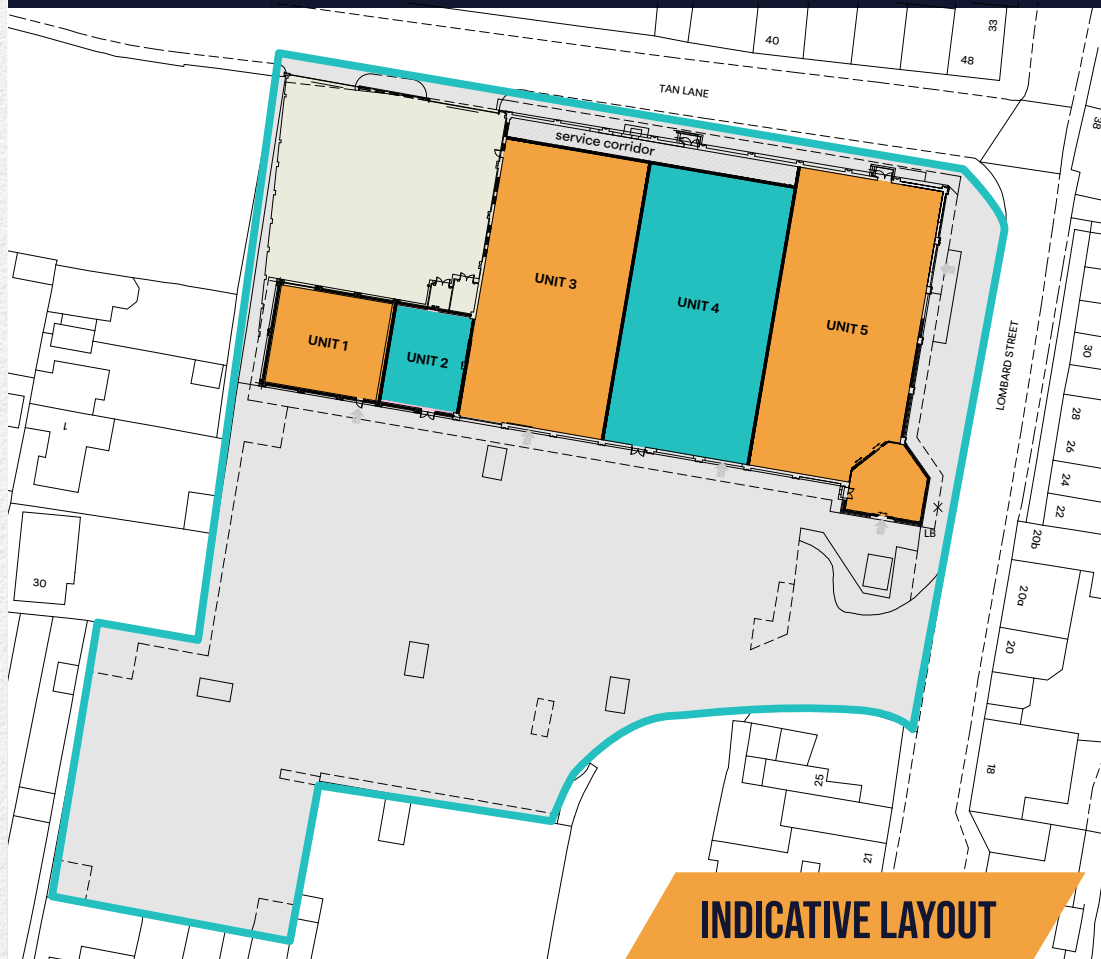 33
40
48
TAN LANE
38
service corridor
UNIT 3
UNIT 4
UNIT 5
UNIT 1
UNIT 2
LOMBARD STREET
30
28
26
24
22
1
LB
20b
30
20a
20
18
25
21
INDICATIVE LAYOUT